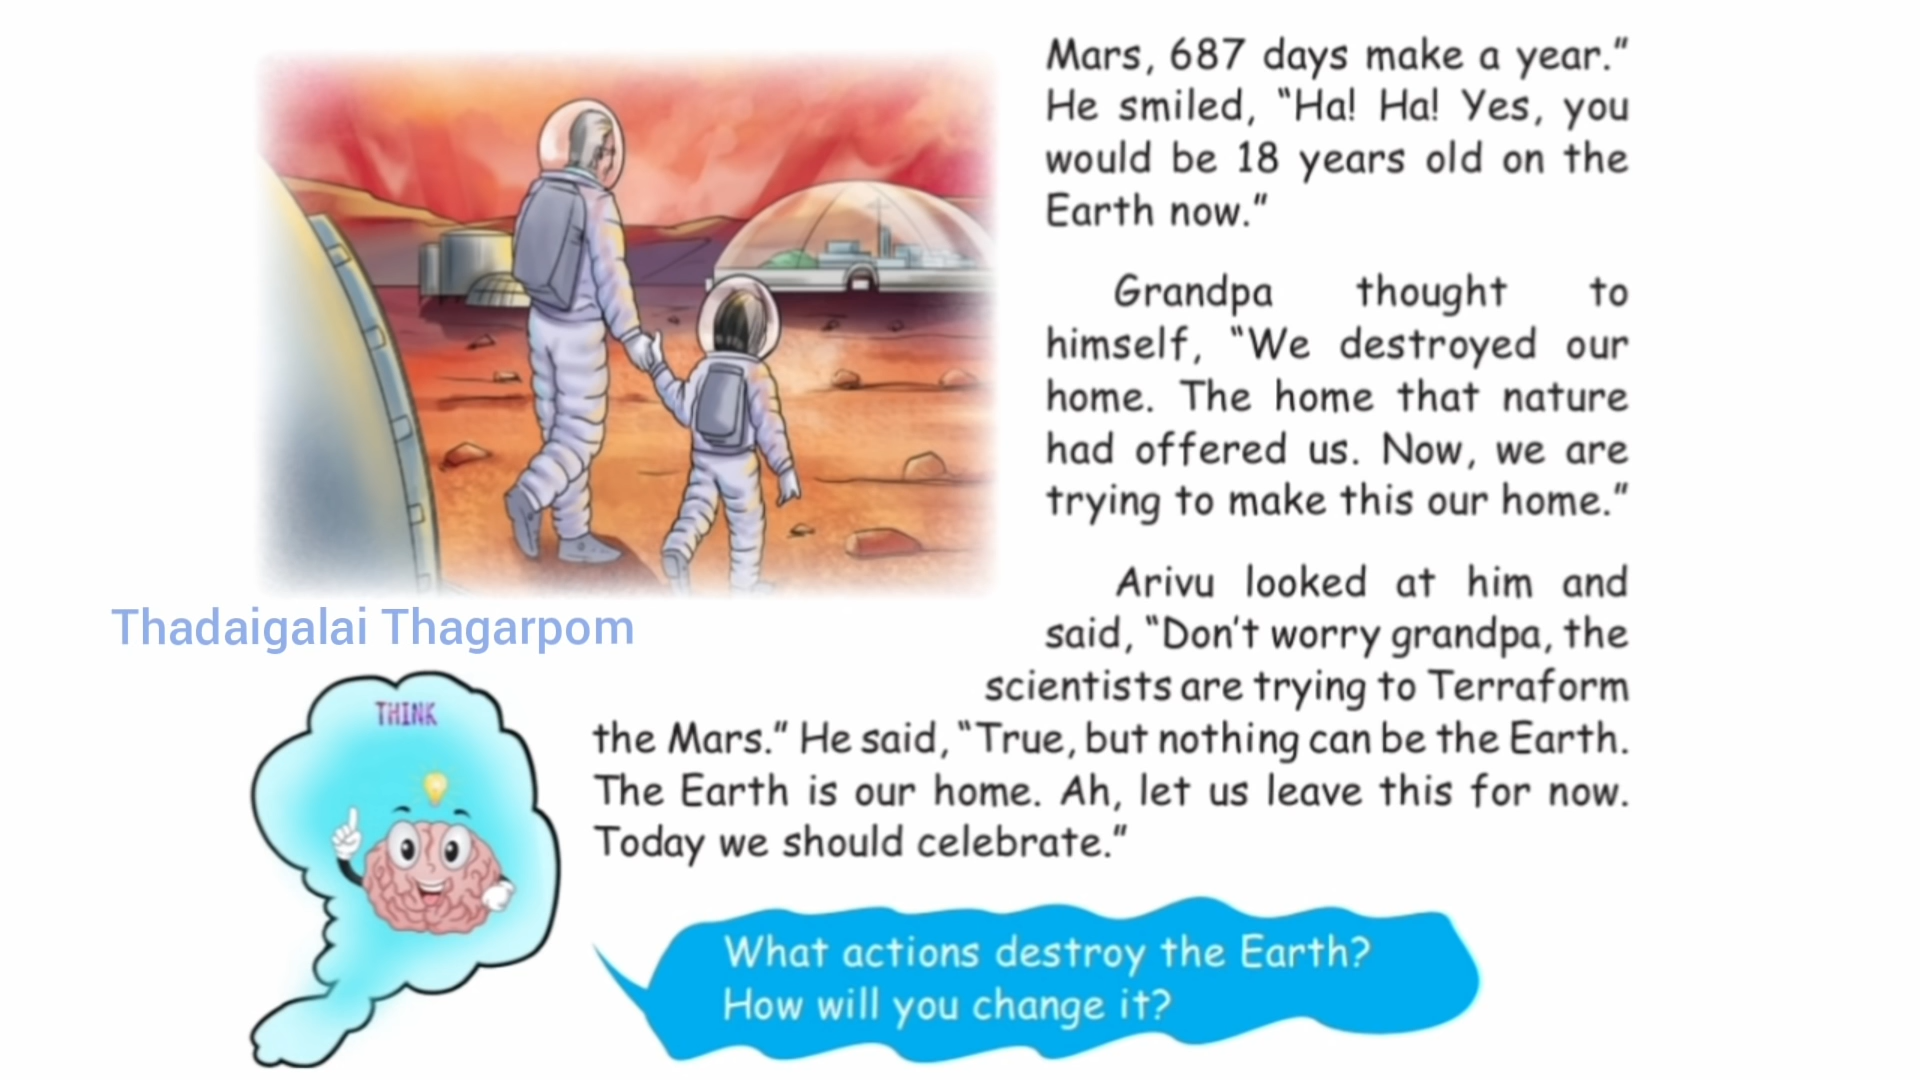 Mars, 687 days make a year.”
He smiled, “Ha! Ha! Yes, you
would be 18 years old on the
Earth now.”
Grandpa thought to
himself, “We destroyed our
home. The home that nature
had offered us. Now, we are
trying to make this our home.”
Arivu looked at him and
said, “Don’t worry grandpa, the
scientists are trying to Terraform
the Mars.” He said, “True, but nothing can be the Earth.
The Earth is our home. Ah, let us leave this for now.
Today we should celebrate.”
Thadaigalai Thagarpom
THINK
What actions destroy the Earth?
How will you change it?